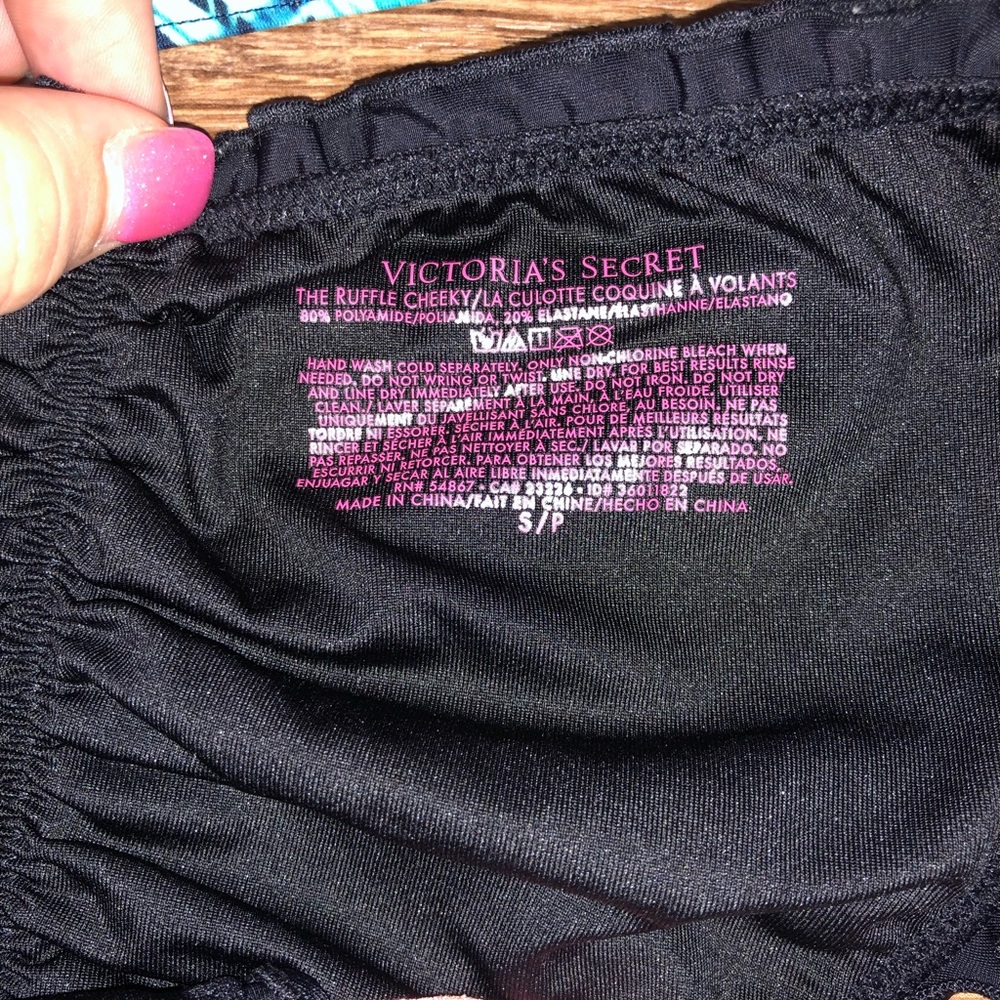 VICTORIA'S SECRET
THE RUFFLE CHEEKY/LA CULOTTE COQUINE À VOLANTS
80% POLYAMIDE/POLIAMIDA, 20% ELASTANE/ELASTHANNE/ELASTANO
HAND WASH COLD SEPARATELY. ONLY NON-CHLORINE BLEACH WHEN
NEEDED. DO NOT WRING OR TWIST. LINE DRY. FOR BEST RESULTS RINSE
AND LINE DRY IMMEDIATELY AFTER USE. DO NOT IRON. DO NOT DRY
CLEAN./ LAVER SÉPARÉMENT À LA MAIN, À L'EAU FROIDE. UTILISER
UNIQUEMENT DU JAVELLISANT SANS CHLORE, AU BESOIN. NE PAS
TORDRE NI ESSORER. SÉCHER À L'AIR. POUR DE MEILLEURS RÉSULTATS
RINCER ET SÉCHER À L'AIR IMMÉDIATEMENT APRÈS L'UTILISATION. NE
PAS REPASSER. NE PAS NETTOYER À SEC./ LAVAR POR SEPARADO. NO
ESCURRIR NI RETORCER. PARA OBTENER LOS MEJORES RESULTADOS,
ENJUAGAR Y SECAR AL AIRE LIBRE INMEDIATAMENTE DESPUÉS DE USAR.
RN# 54867 • CA# 33226 • ID# 36011822
MADE IN CHINA/FAIT EN CHINE/HECHO EN CHINA
S/P